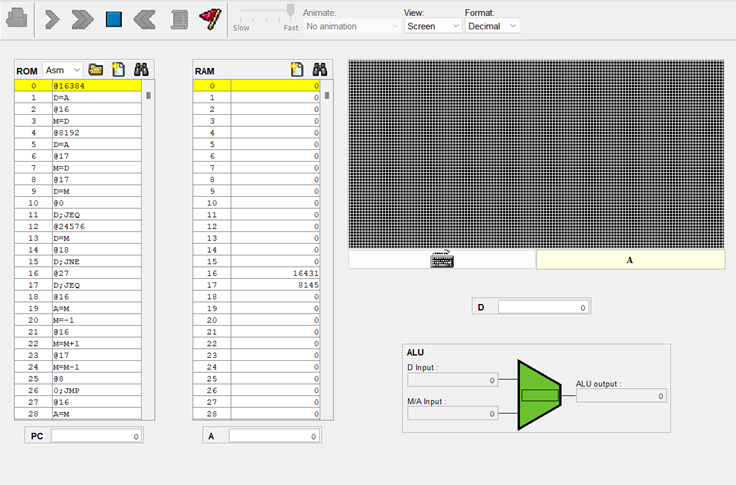 Animate: View: Format:
Slow Fast No animation Screen Decimal
ROM Asm
0 @16384
1 D=A
2 @16
3 M=D
4 @8192
5 D=A
6 @17
7 M=D
8 @17
9 D=M
10 @0
11 D;JEQ
12 @24576
13 D=M
14 @18
15 D;JNE
16 @27
17 D;JEQ
18 @16
19 A=M
20 M=-1
21 @16
22 M=M+1
23 @17
24 M=M-1
25 @8
26 0;JMP
27 @16
28 A=M
PC 0
RAM
0 0
1 0
2 0
3 0
4 0
5 0
6 0
7 0
8 0
9 0
10 0
11 0
12 0
13 0
14 0
15 0
16 16431
17 8145
18 0
19 0
20 0
21 0
22 0
23 0
24 0
25 0
26 0
27 0
28 0
A 0
A
D 0
ALU
D Input :
0
M/A Input :
0
ALU output :
0